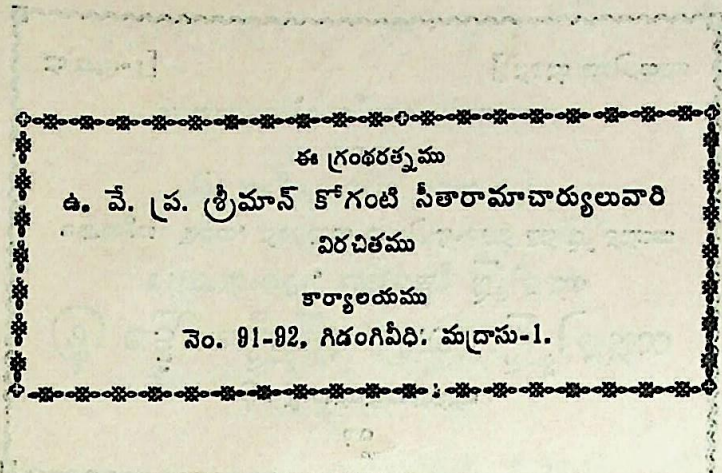 ఈ గ్రంథరత్నము
ఉ. వే. ప్ర. శ్రీమాన్ కోగంటి సీతారామాచార్యులువారి
విరచితము
కార్యాలయము
నెం. 91-92, గిడంగివీధి. మద్రాసు-1.